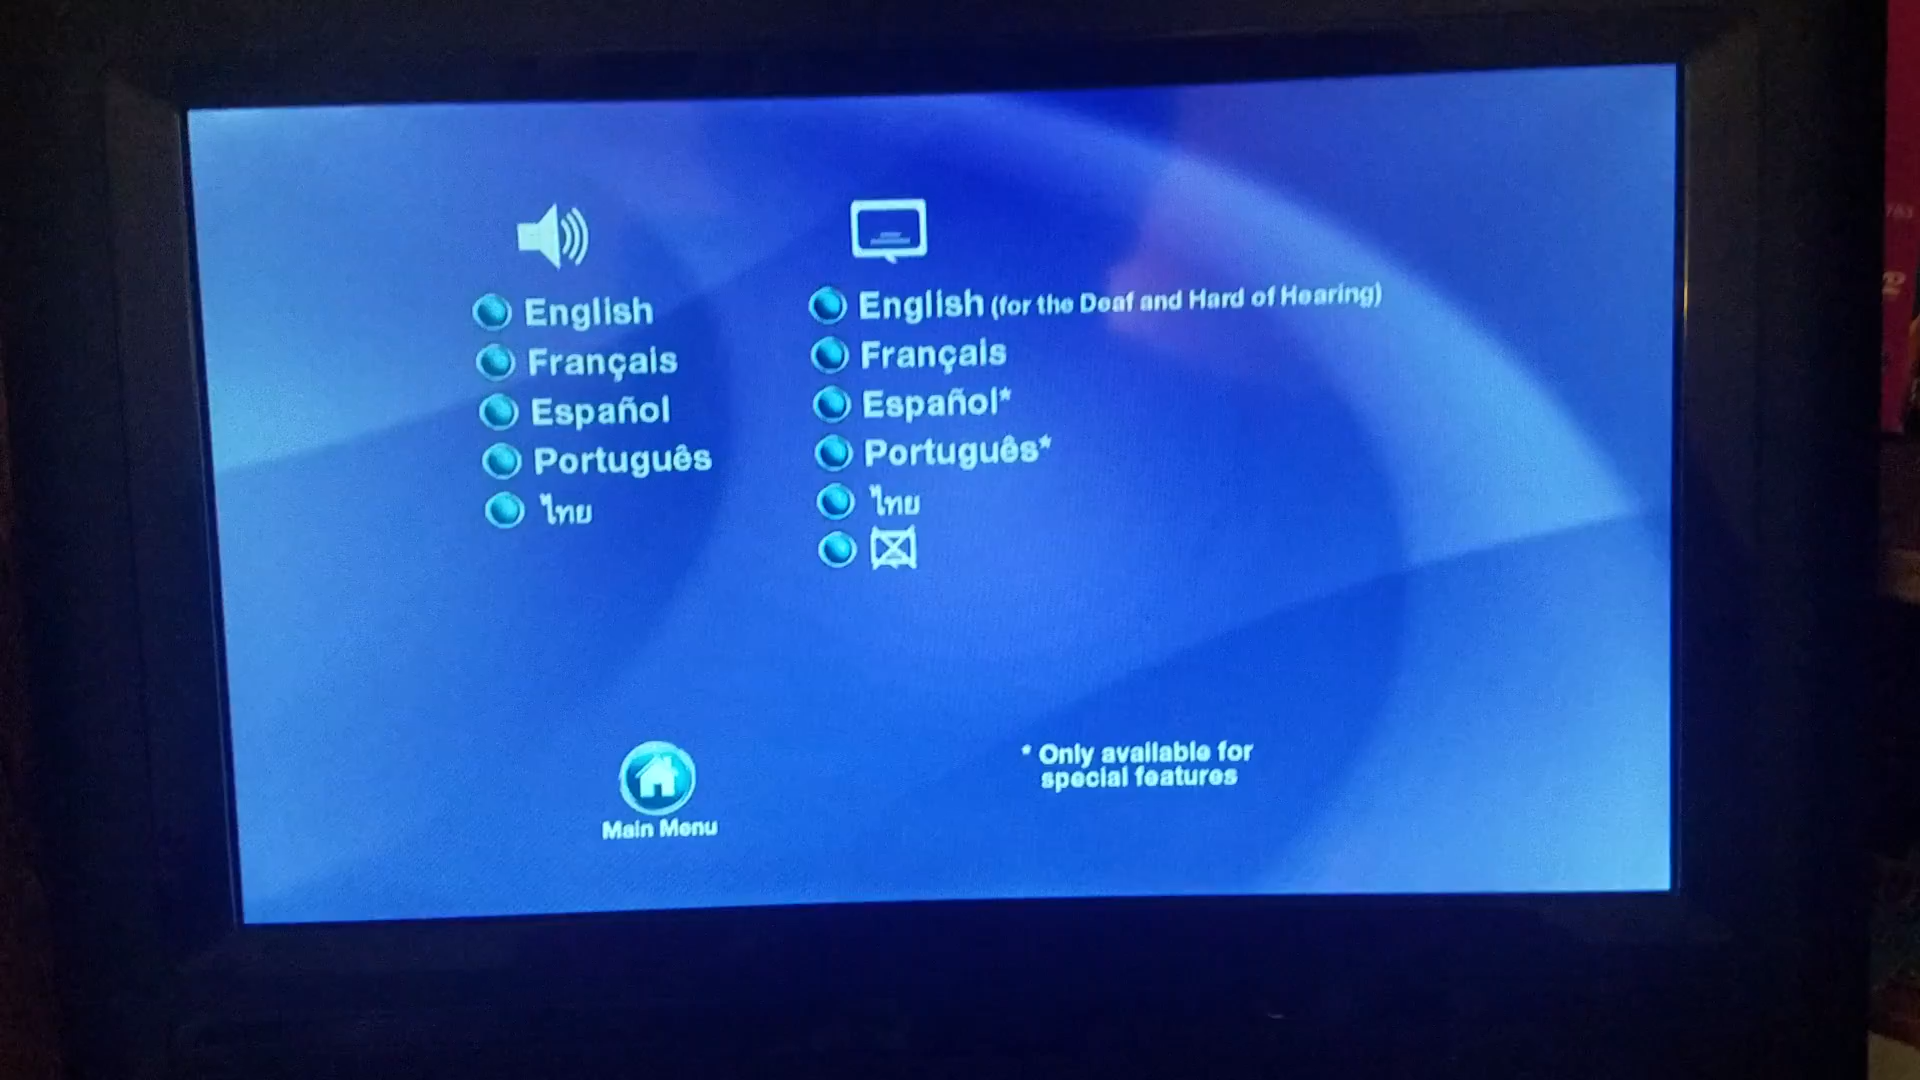 English
Français
Español
Português
ไทย
English (for the Deaf and Hard of Hearing)
Français
Español*
Português*
ไทย
Main Menu
* Only available for
special features